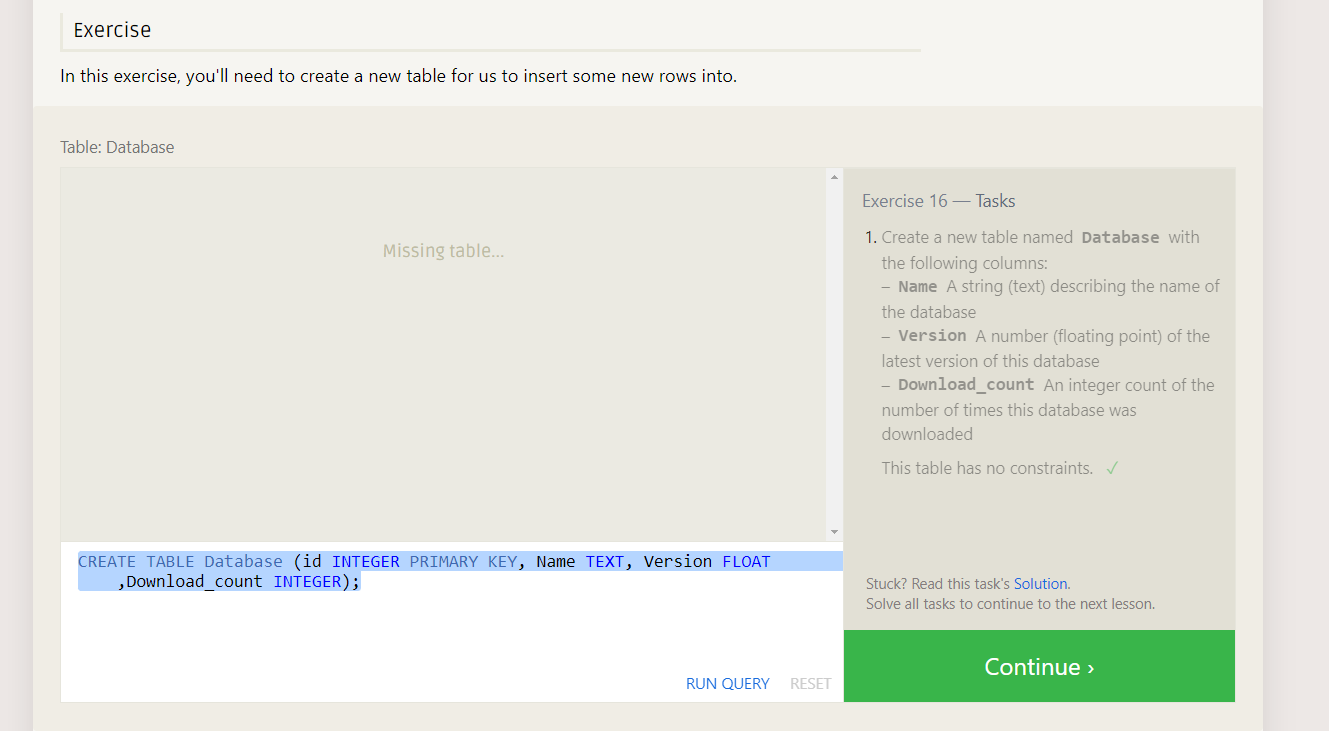 Exercise
In this exercise, you'll need to create a new table for us to insert some new rows into.
Table: Database
Missing table...
CREATE TABLE Database (id INTEGER PRIMARY KEY, Name TEXT, Version FLOAT
,Download_count INTEGER);
RUN QUERY RESET
Exercise 16 — Tasks
1. Create a new table named Database with
the following columns:
– Name A string (text) describing the name of
the database
– Version A number (floating point) of the
latest version of this database
– Download_count An integer count of the
number of times this database was
downloaded
This table has no constraints. ✓
Stuck? Read this task's Solution.
Solve all tasks to continue to the next lesson.
Continue ›